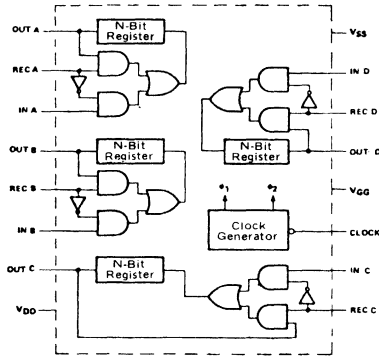 OUT A
N-Bit
Register
REC A
IN A
OUT B
N-Bit
Register
REC B
IN B
OUT C
N-Bit
Register
VDD
VSS
IN D
REC D
N-Bit
Register
OUT D
VGG
φ1 φ2
Clock
Generator
CLOCK
IN C
REC C